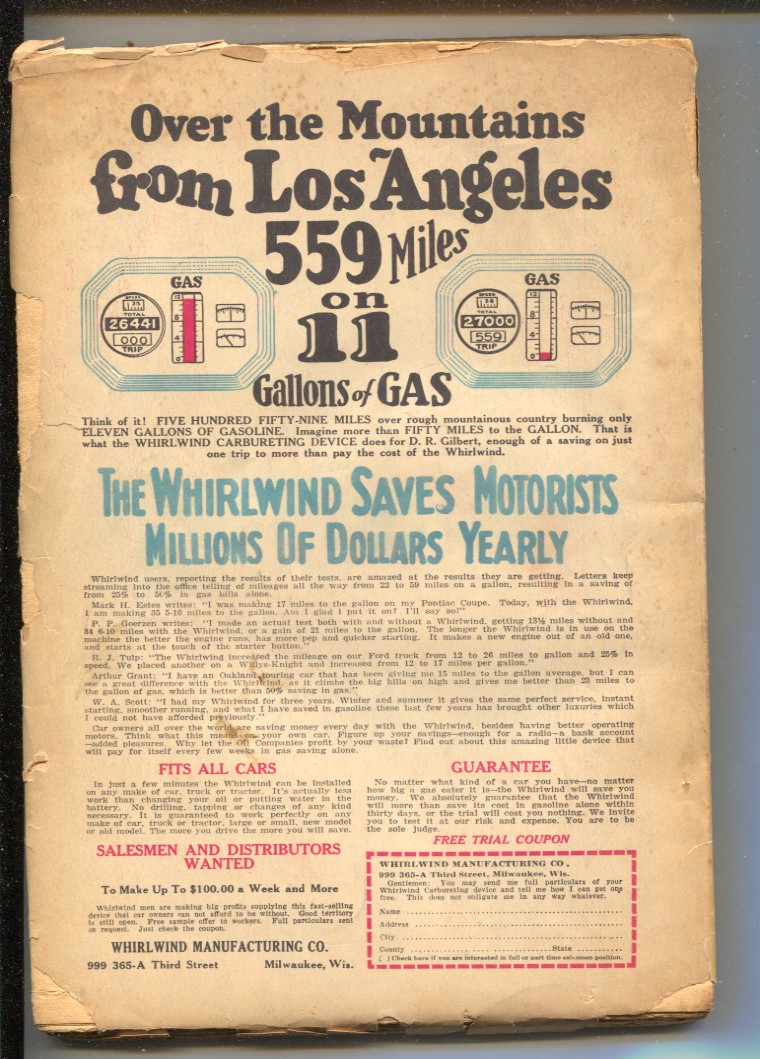 Over the Mountains
from Los Angeles
559 Miles
on
11
Gallons of GAS
SPEED
35
TOTAL
26441
000
TRIP
GAS
12
8
4
0
SPEED
38
TOTAL
27000
559
TRIP
GAS
12
8
4
0
Think of it! FIVE HUNDRED FIFTY-NINE MILES over rough mountainous country burning only
ELEVEN GALLONS OF GASOLINE. Imagine more than FIFTY MILES to the GALLON. That is
what the WHIRLWIND CARBURETING DEVICE does for D. R. Gilbert, enough of a saving on just
one trip to more than pay the cost of the Whirlwind.
THE WHIRLWIND SAVES MOTORISTS
MILLIONS OF DOLLARS YEARLY
Whirlwind users, reporting the results of their tests, are amazed at the results they are getting. Letters keep
streaming into the office telling of mileages all the way from 22 to 59 miles on a gallon, resulting in a saving of
from 25% to 50% in gas bills alone.
Mark H. Estes writes: "I was making 17 miles to the gallon on my Pontiac Coupe. Today, with the Whirlwind,
I am making 35 5-10 miles to the gallon. Am I glad I put it on? I'll say so!"
P. P. Goerzen writes: "I made an actual test both with and without a Whirlwind, getting 13½ miles without and
34 6-10 miles with the Whirlwind, or a gain of 21 miles to the gallon. The longer the Whirlwind is in use on the
machine the better the engine runs, has more pep and quicker starting. It makes a new engine out of an old one,
and starts at the touch of the starter button."
R. J. Tulp: "The Whirlwind increased the mileage on our Ford truck from 12 to 26 miles to gallon and 25% in
speed. We placed another on a Willys-Knight and increased from 12 to 17 miles per gallon."
Arthur Grant: "I have an Oakland touring car that has been giving me 15 miles to the gallon average, but I can
see a great difference with the Whirlwind, as it climbs the big hills on high and gives me better than 23 miles to
the gallon of gas, which is better than 50% saving in gas."
W. A. Scott: "I had my Whirlwind for three years. Winter and summer it gives the same perfect service, instant
starting, smoother running, and what I have saved in gasoline these last few years has brought other luxuries which
I could not have afforded previously."
Car owners all over the world are saving money every day with the Whirlwind, besides having better operating
motors. Think what this means on your own car. Figure up your savings—enough for a radio—a bank account
—added pleasures. Why let the Oil Companies profit by your waste? Find out about this amazing little device that
will pay for itself every few weeks in gas saving alone.
FITS ALL CARS
In just a few minutes the Whirlwind can be installed
on any make of car, truck or tractor. It's actually less
work than changing your oil or putting water in the
battery. No drilling, tapping or changes of any kind
necessary. It is guaranteed to work perfectly on any
make of car, truck or tractor, large or small, new model
or old model. The more you drive the more you will save.
SALESMEN AND DISTRIBUTORS
WANTED
To Make Up To $100.00 a Week and More
Whirlwind men are making big profits supplying this fast-selling
device that car owners can not afford to be without. Good territory
is still open. Free sample offer to workers. Full particulars sent
on request. Just check the coupon.
WHIRLWIND MANUFACTURING CO.
999 365-A Third Street Milwaukee, Wis.
GUARANTEE
No matter what kind of a car you have—no matter
how big a gas eater it is—the Whirlwind will save you
money. We absolutely guarantee that the Whirlwind
will more than save its cost in gasoline alone within
thirty days, or the trial will cost you nothing. We invite
you to test it at our risk and expense. You are to be
the sole judge.
FREE TRIAL COUPON
WHIRLWIND MANUFACTURING CO.,
999 365-A Third Street, Milwaukee, Wis.
Gentlemen: You may send me full particulars of your
Whirlwind Carbureting device and tell me how I can get one
free. This does not obligate me in any way whatever.
Name
Address
City
County State
[ ] Check here if you are interested in full or part time salesmen position.